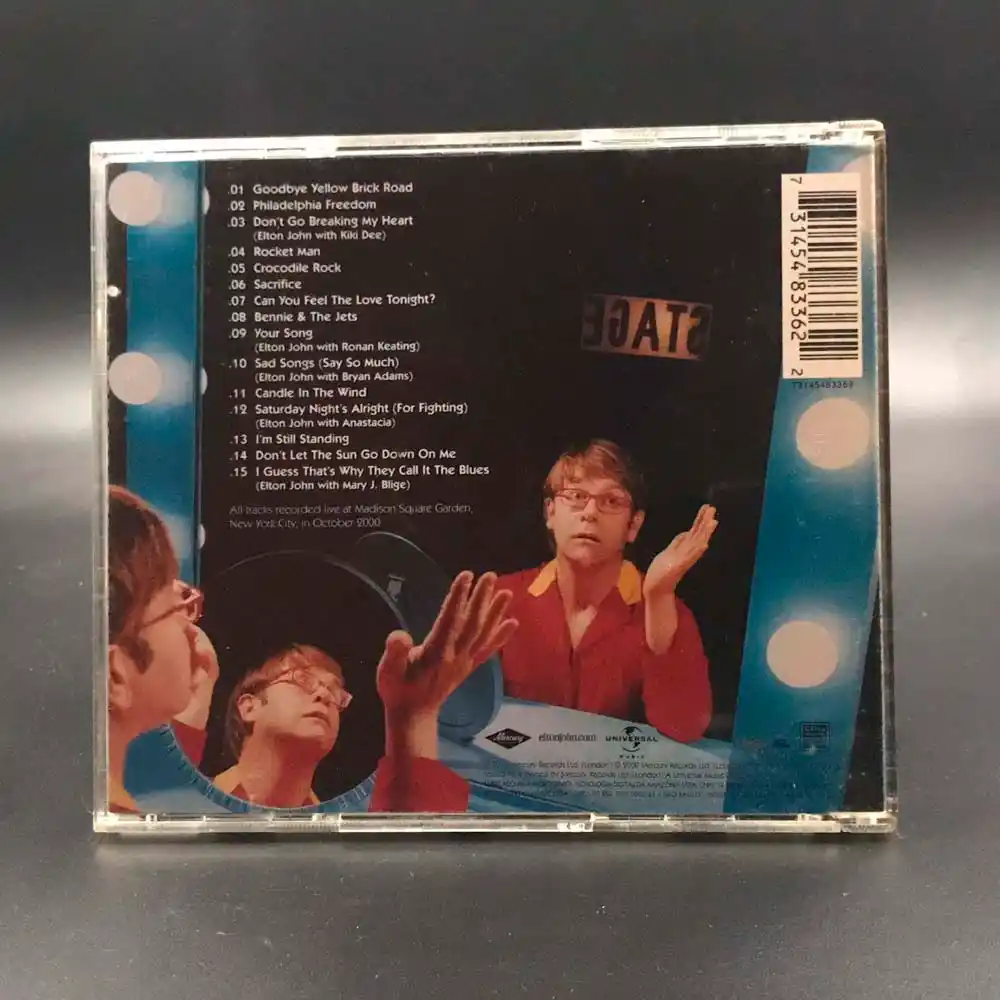 .01 Goodbye Yellow Brick Road
.02 Philadelphia Freedom
.03 Don't Go Breaking My Heart
(Elton John with Kiki Dee)
.04 Rocket Man
.05 Crocodile Rock
.06 Sacrifice
.07 Can You Feel The Love Tonight?
.08 Bennie & The Jets
.09 Your Song
(Elton John with Ronan Keating)
.10 Sad Songs (Say So Much)
(Elton John with Bryan Adams)
.11 Candle In The Wind
.12 Saturday Night's Alright (For Fighting)
(Elton John with Anastacia)
.13 I'm Still Standing
.14 Don't Let The Sun Go Down On Me
.15 I Guess That's Why They Call It The Blues
(Elton John with Mary J. Blige)
All tracks recorded live at Madison Square Garden,
New York City, in October 2000
STAGE
7 31454 83362 2
Mercury
eltonjohn.com
UNIVERSAL
MUSIC